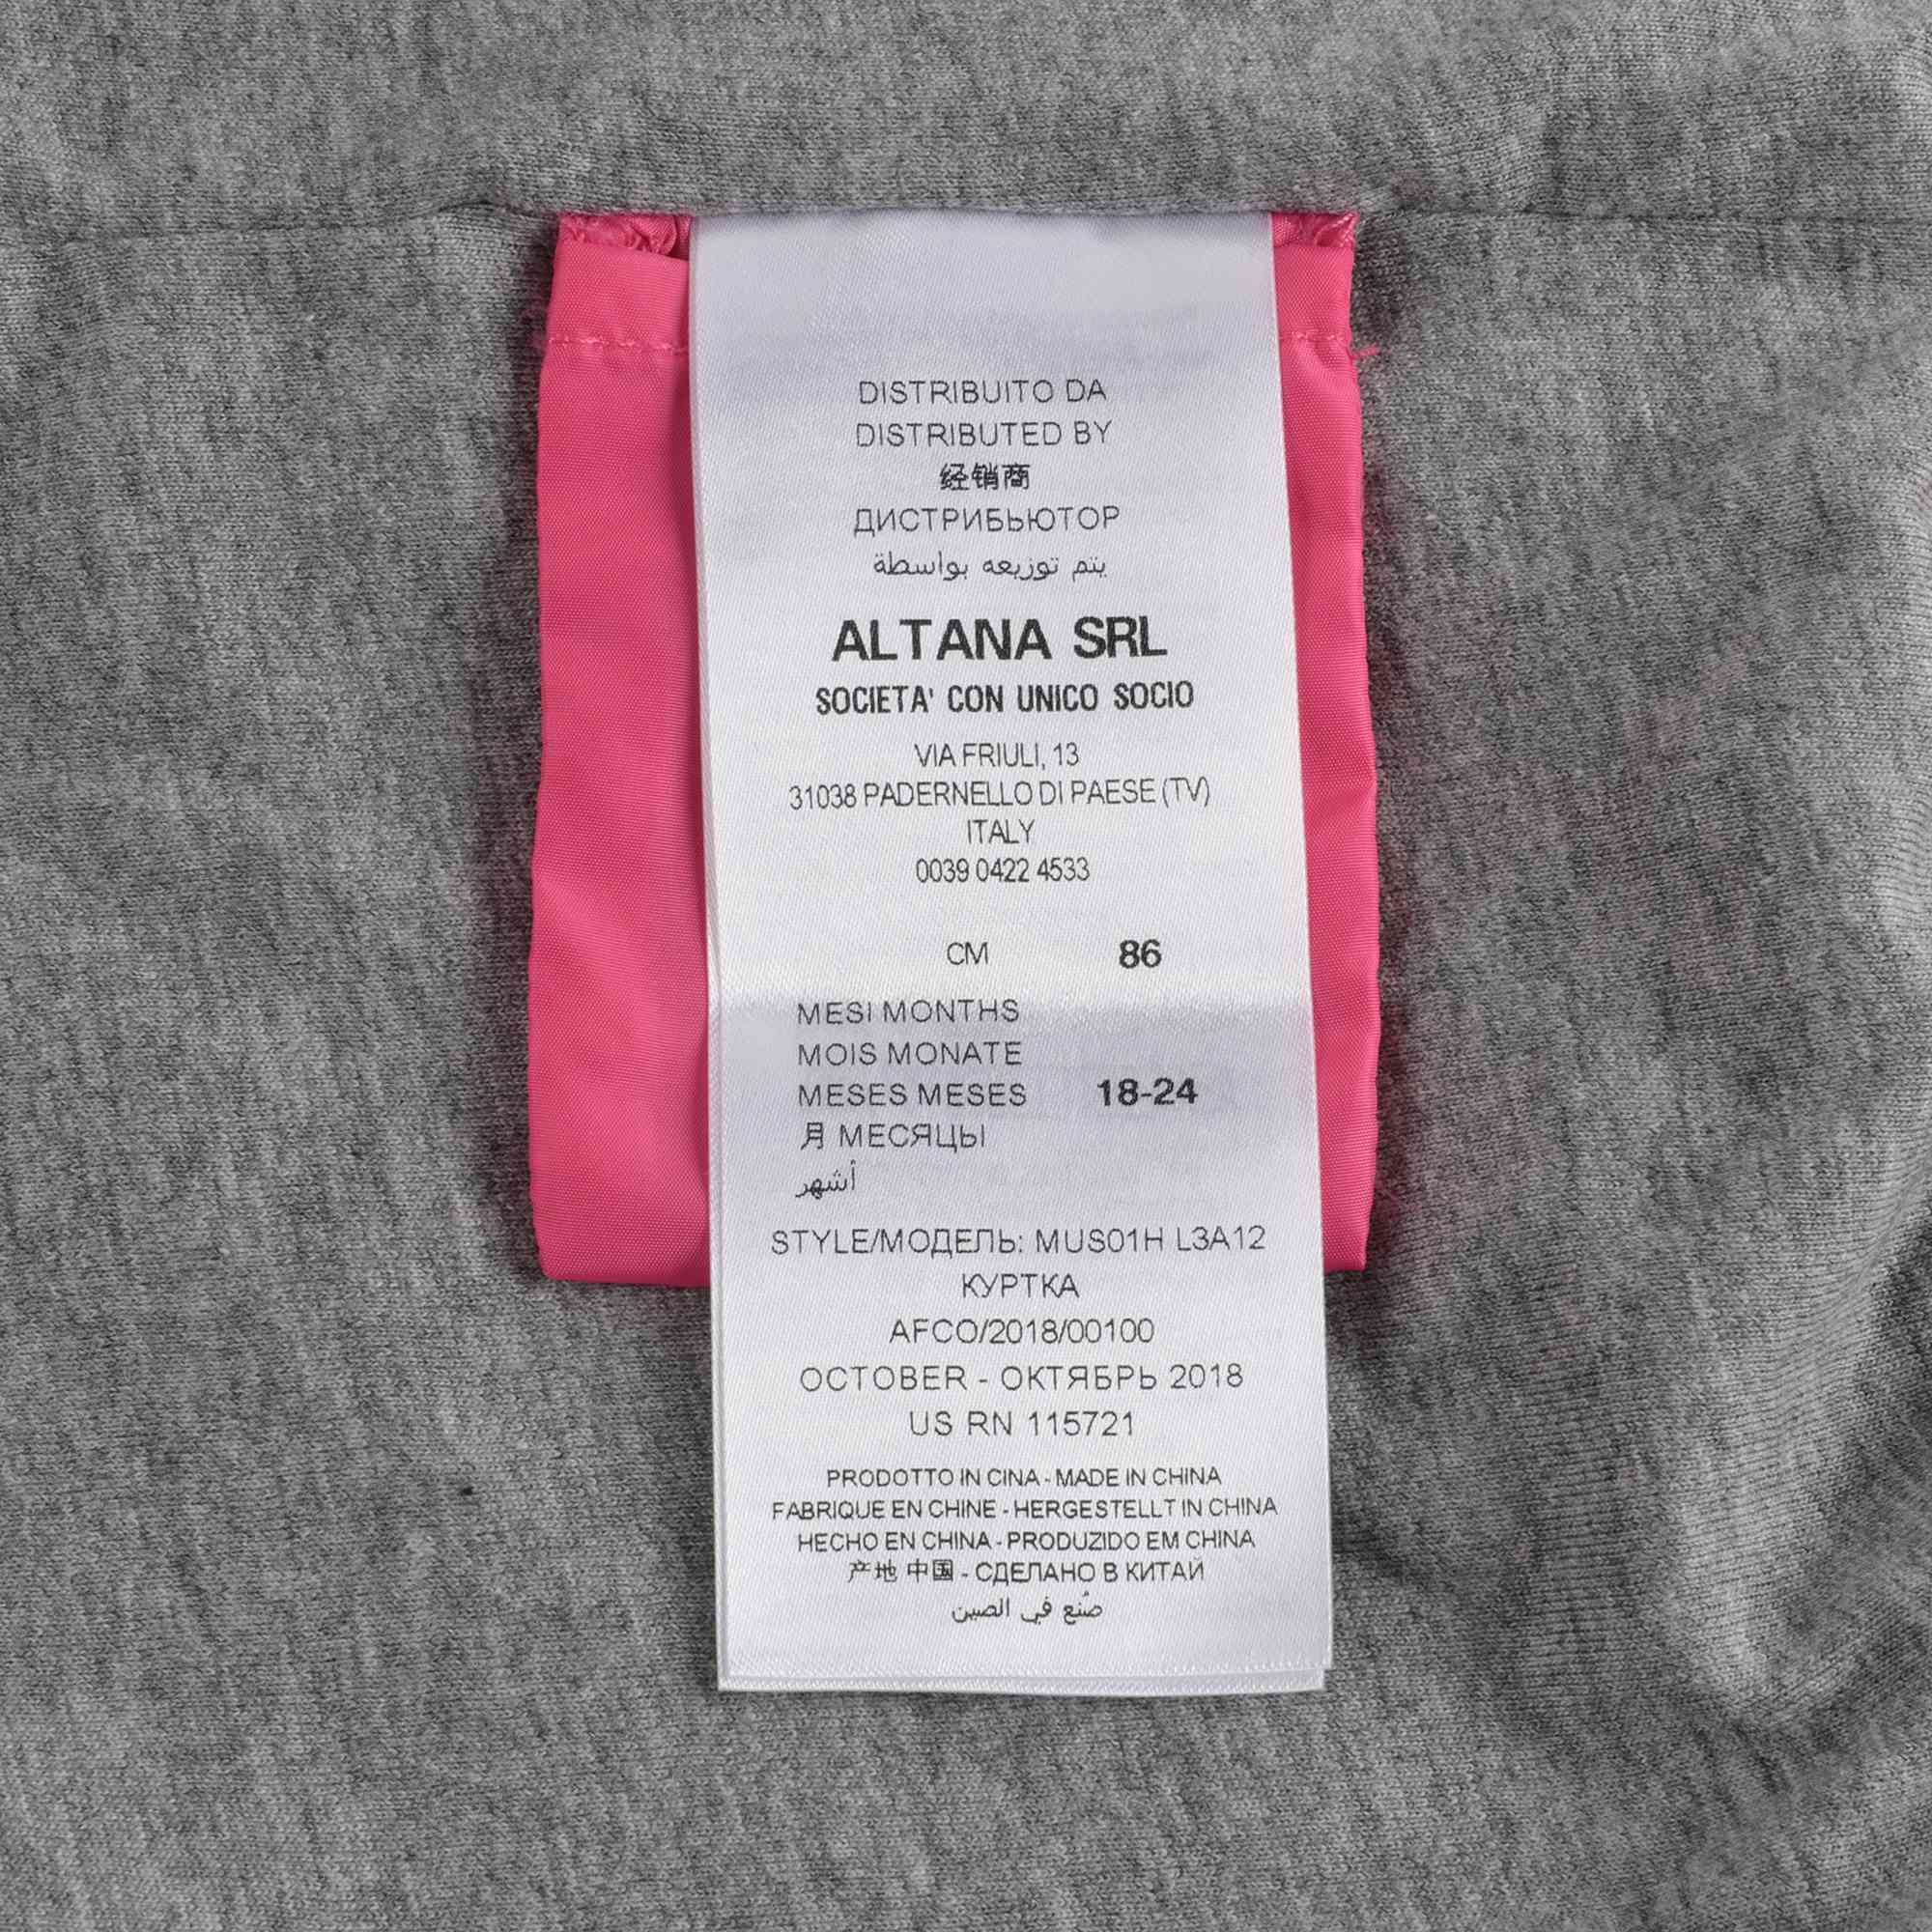 DISTRIBUITO DA
DISTRIBUTED BY
经销商
ДИСТРИБЬЮТОР
يتم توزيعه بواسطة
ALTANA SRL
SOCIETA' CON UNICO SOCIO
VIA FRIULI, 13
31038 PADERNELLO DI PAESE (TV)
ITALY
0039 0422 4533
CM 86
MESI MONTHS
MOIS MONATE
MESES MESES 18-24
月 МЕСЯЦЫ
أشهر
STYLE/МОДЕЛЬ: MUS01H L3A12
КУРТКА
AFCO/2018/00100
OCTOBER - ОКТЯБРЬ 2018
US RN 115721
PRODOTTO IN CINA - MADE IN CHINA
FABRIQUE EN CHINE - HERGESTELLT IN CHINA
HECHO EN CHINA - PRODUZIDO EM CHINA
产地 中国 - СДЕЛАНО В КИТАЙ
صُنع في الصين